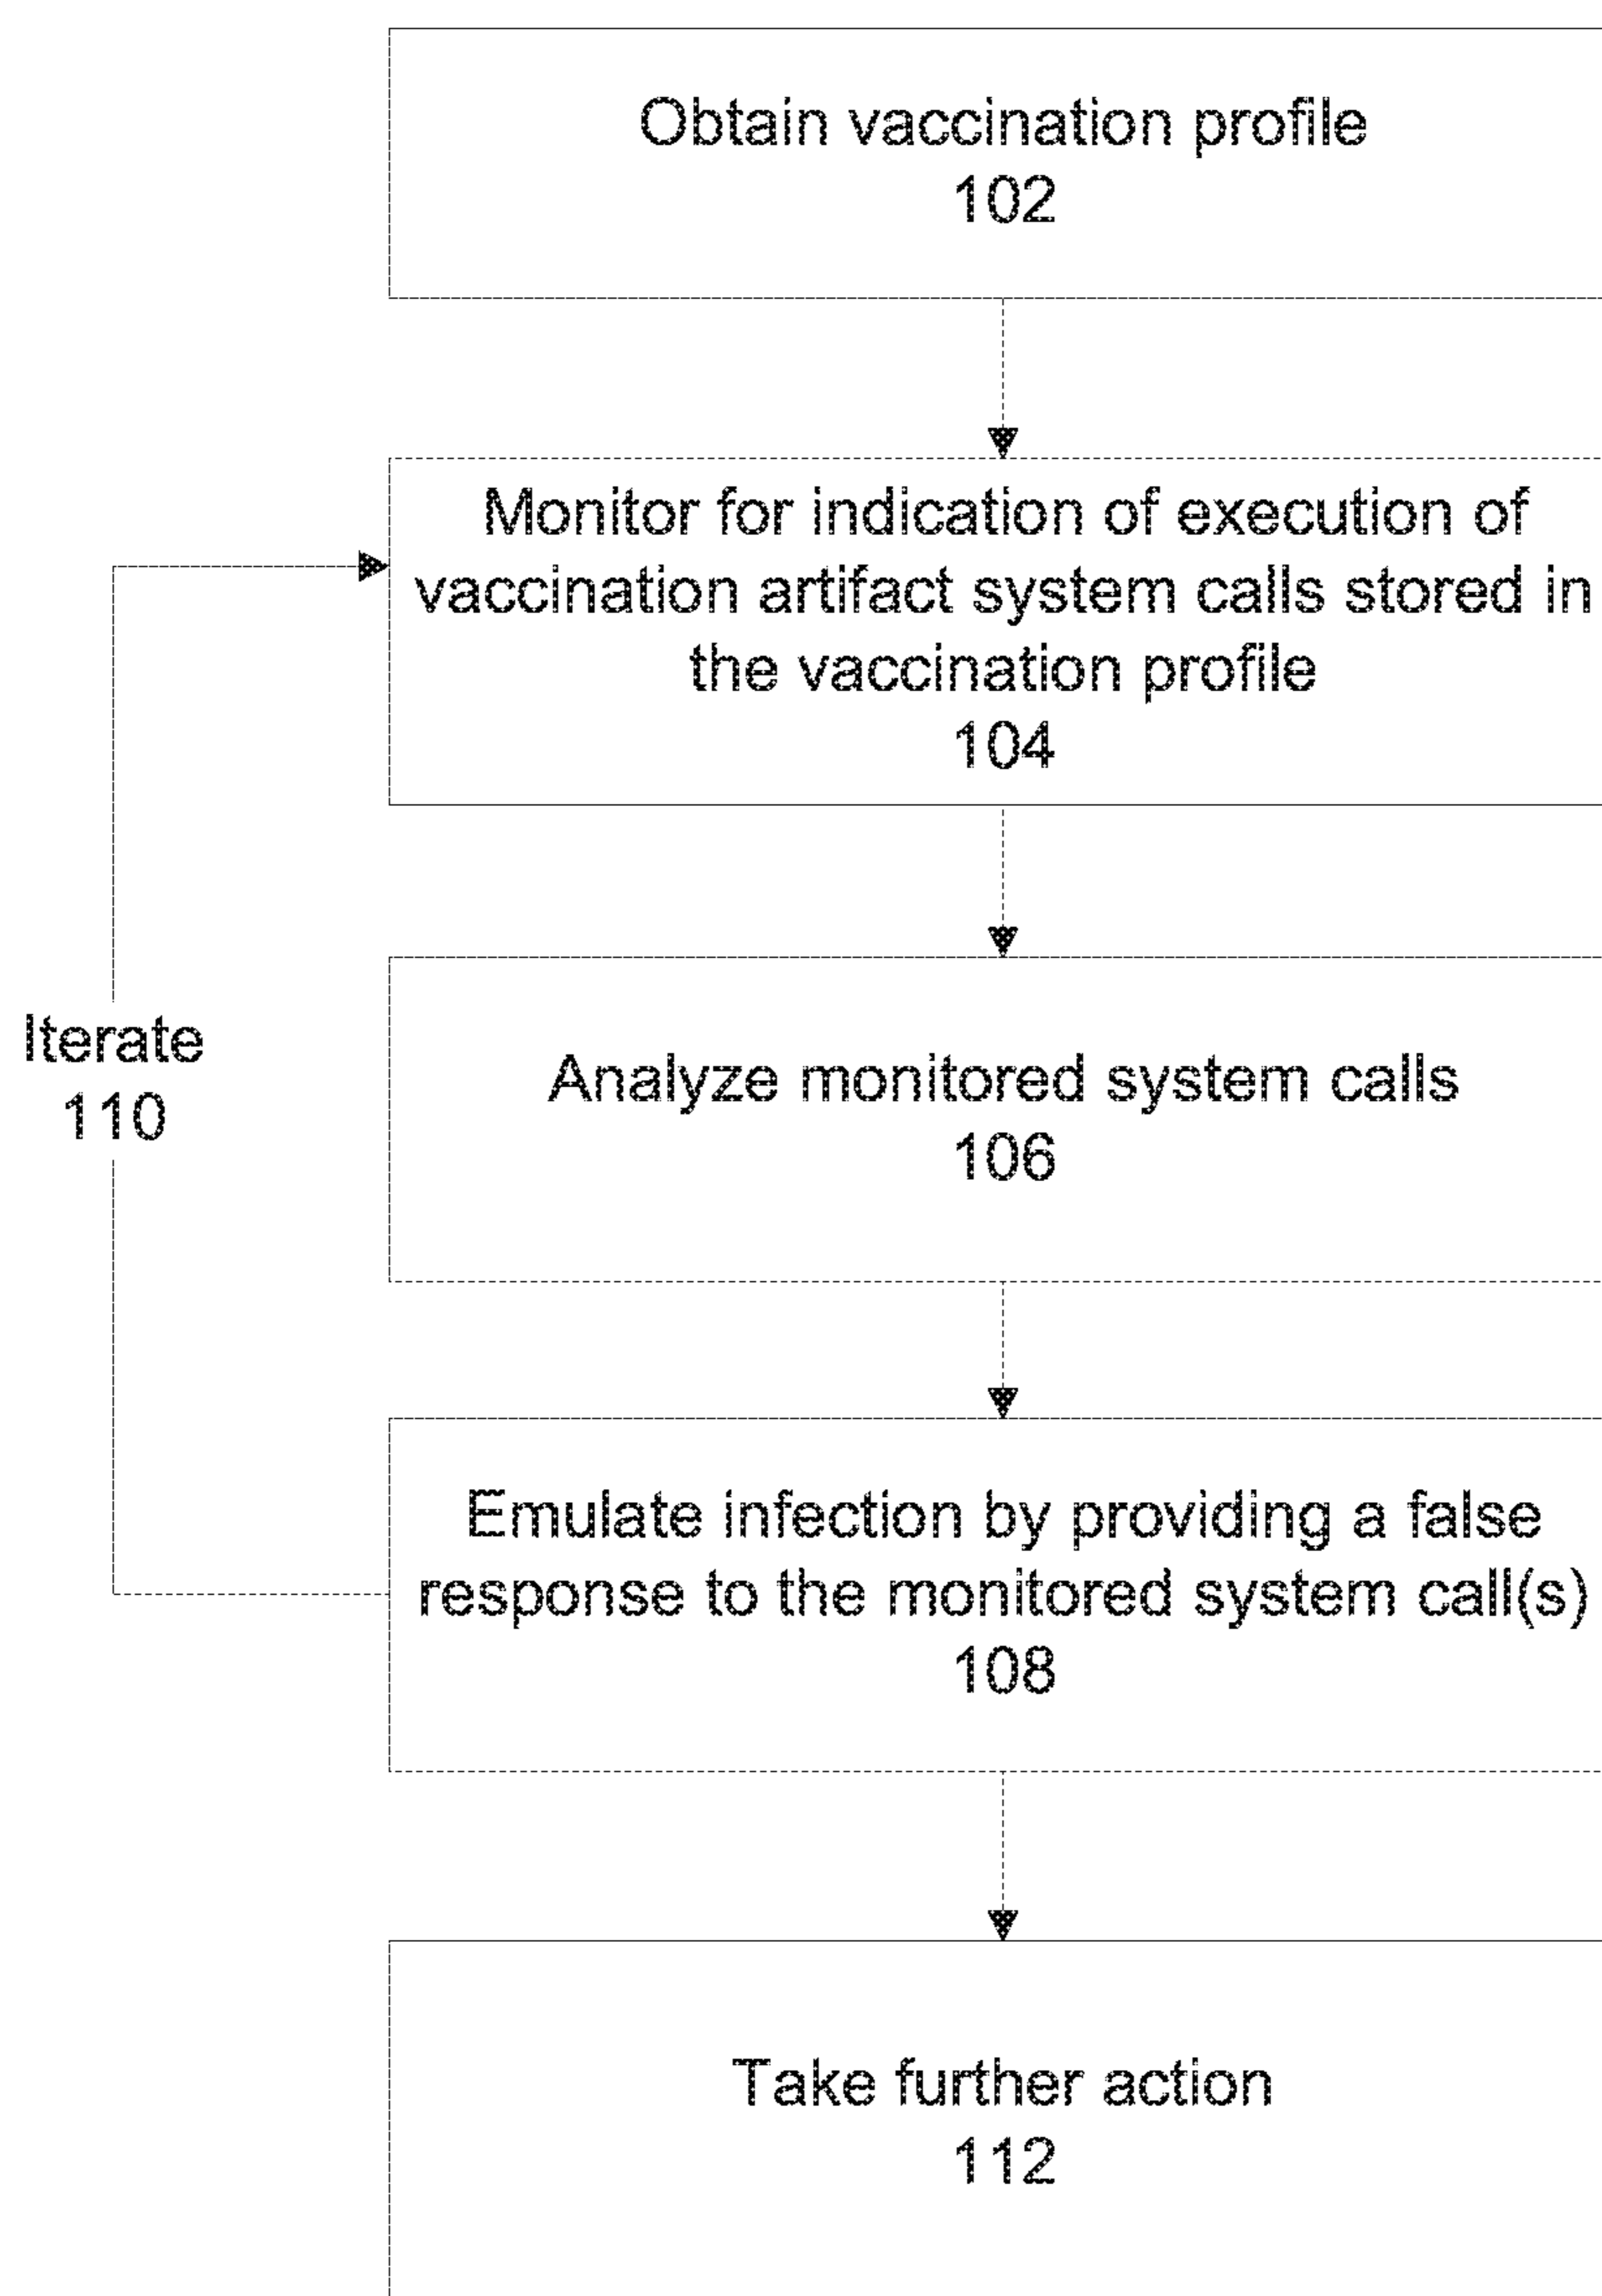 Obtain vaccination profile
102
Monitor for indication of execution of
vaccination artifact system calls stored in
the vaccination profile
104
Analyze monitored system calls
106
Iterate
110
Emulate infection by providing a false
response to the monitored system call(s)
108
Take further action
112